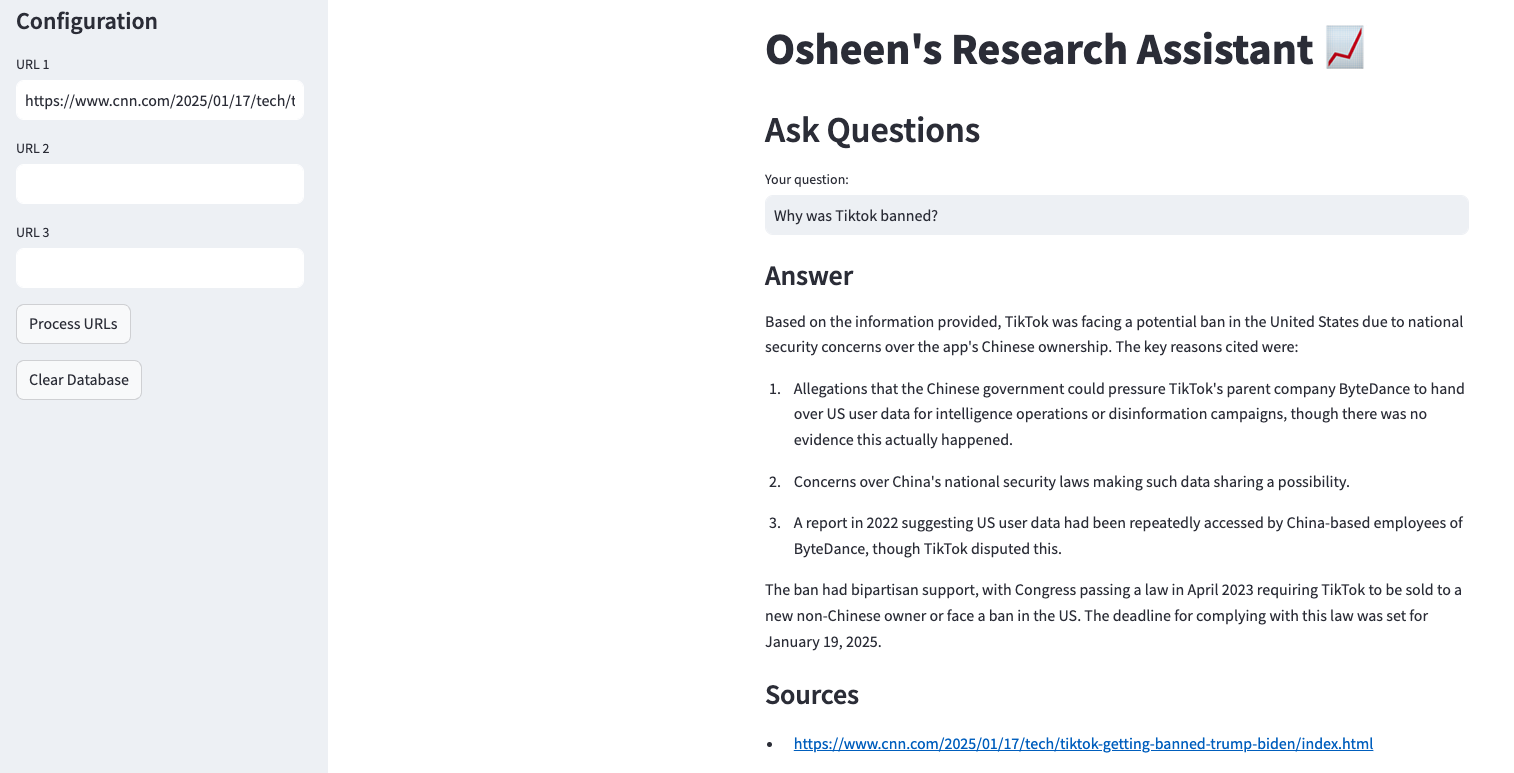 Configuration
URL 1
https://www.cnn.com/2025/01/17/tech/t
URL 2
URL 3
Process URLs
Clear Database
Osheen's Research Assistant 📈
Ask Questions
Your question:
Why was Tiktok banned?
Answer
Based on the information provided, TikTok was facing a potential ban in the United States due to national
security concerns over the app's Chinese ownership. The key reasons cited were:
1. Allegations that the Chinese government could pressure TikTok's parent company ByteDance to hand
over US user data for intelligence operations or disinformation campaigns, though there was no
evidence this actually happened.
2. Concerns over China's national security laws making such data sharing a possibility.
3. A report in 2022 suggesting US user data had been repeatedly accessed by China-based employees of
ByteDance, though TikTok disputed this.
The ban had bipartisan support, with Congress passing a law in April 2023 requiring TikTok to be sold to a
new non-Chinese owner or face a ban in the US. The deadline for complying with this law was set for
January 19, 2025.
Sources
• https://www.cnn.com/2025/01/17/tech/tiktok-getting-banned-trump-biden/index.html